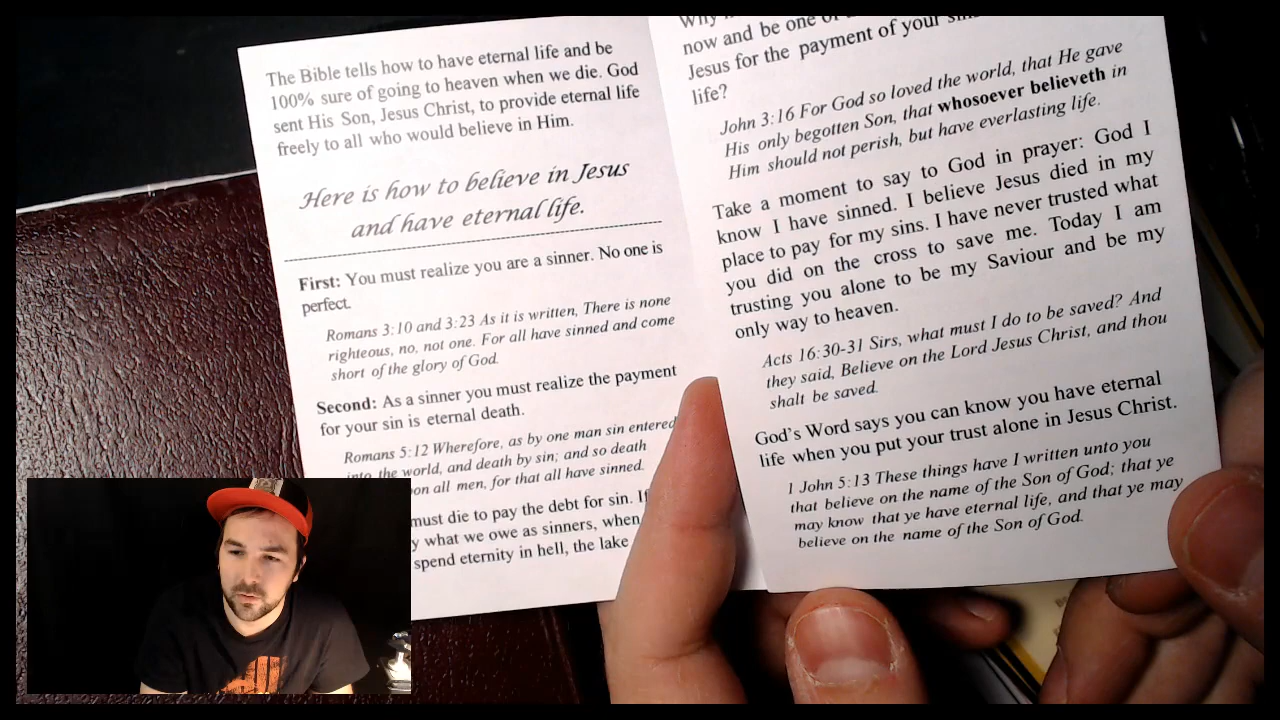 The Bible tells how to have eternal life and be
100% sure of going to heaven when we die. God
sent His Son, Jesus Christ, to provide eternal life
freely to all who would believe in Him.
Here is how to believe in Jesus
and have eternal life.
First: You must realize you are a sinner. No one is
perfect.
Romans 3:10 and 3:23 As it is written, There is none
righteous, no, not one. For all have sinned and come
short of the glory of God.
Second: As a sinner you must realize the payment
for your sin is eternal death.
Romans 5:12 Wherefore, as by one man sin entered
into the world, and death by sin; and so death
upon all men, for that all have sinned.
must die to pay the debt for sin. If
what we owe as sinners, when
spend eternity in hell, the lake
Why
now and be one of
Jesus for the payment of your
life?
John 3:16 For God so loved the world, that He gave
His only begotten Son, that whosoever believeth in
Him should not perish, but have everlasting life.
Take a moment to say to God in prayer: God I
know I have sinned. I believe Jesus died in my
place to pay for my sins. I have never trusted what
you did on the cross to save me. Today I am
trusting you alone to be my Saviour and be my
only way to heaven.
Acts 16:30-31 Sirs, what must I do to be saved? And
they said, Believe on the Lord Jesus Christ, and thou
shalt be saved.
God's Word says you can know you have eternal
life when you put your trust alone in Jesus Christ.
1 John 5:13 These things have I written unto you
that believe on the name of the Son of God; that ye
may know that ye have eternal life, and that ye may
believe on the name of the Son of God.